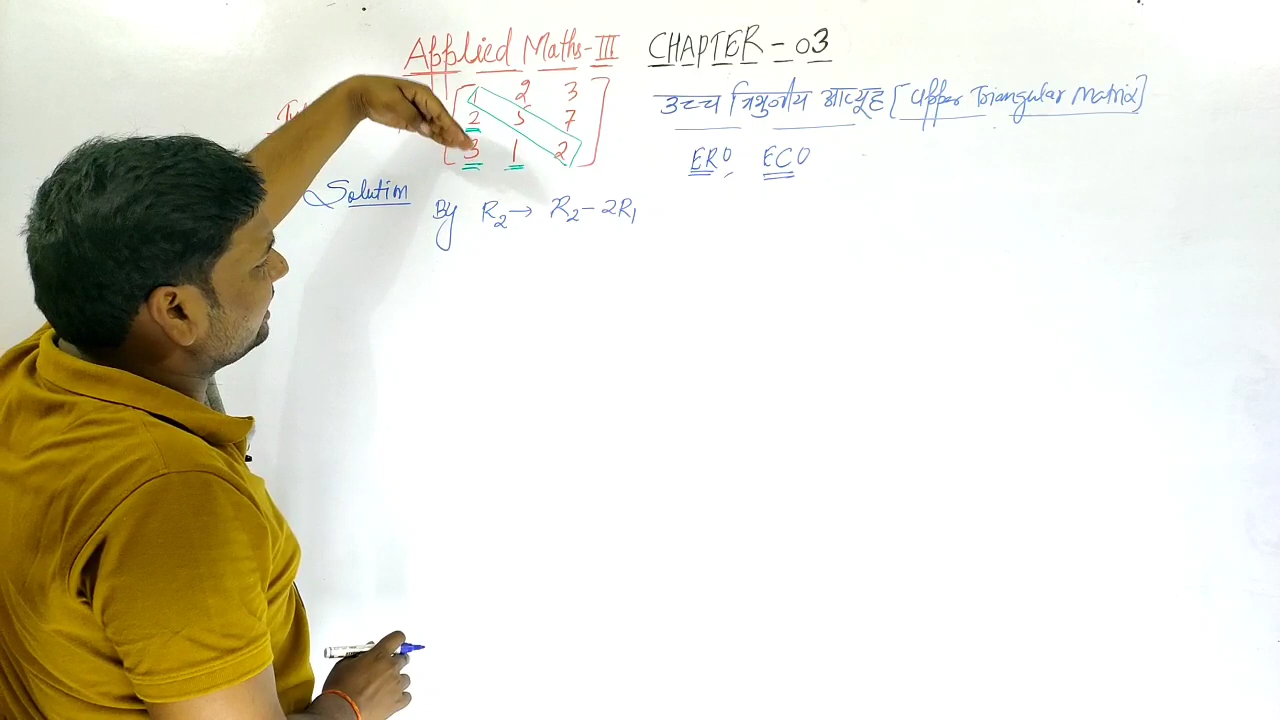 Applied Maths-III CHAPTER-03
1 2 3
2 5 7
3 1 2
उच्च त्रिभुजीय आव्यूह [Upper Triangular Matrix]
ERO, ECO
Solution
By R₂→ R₂-2R₁